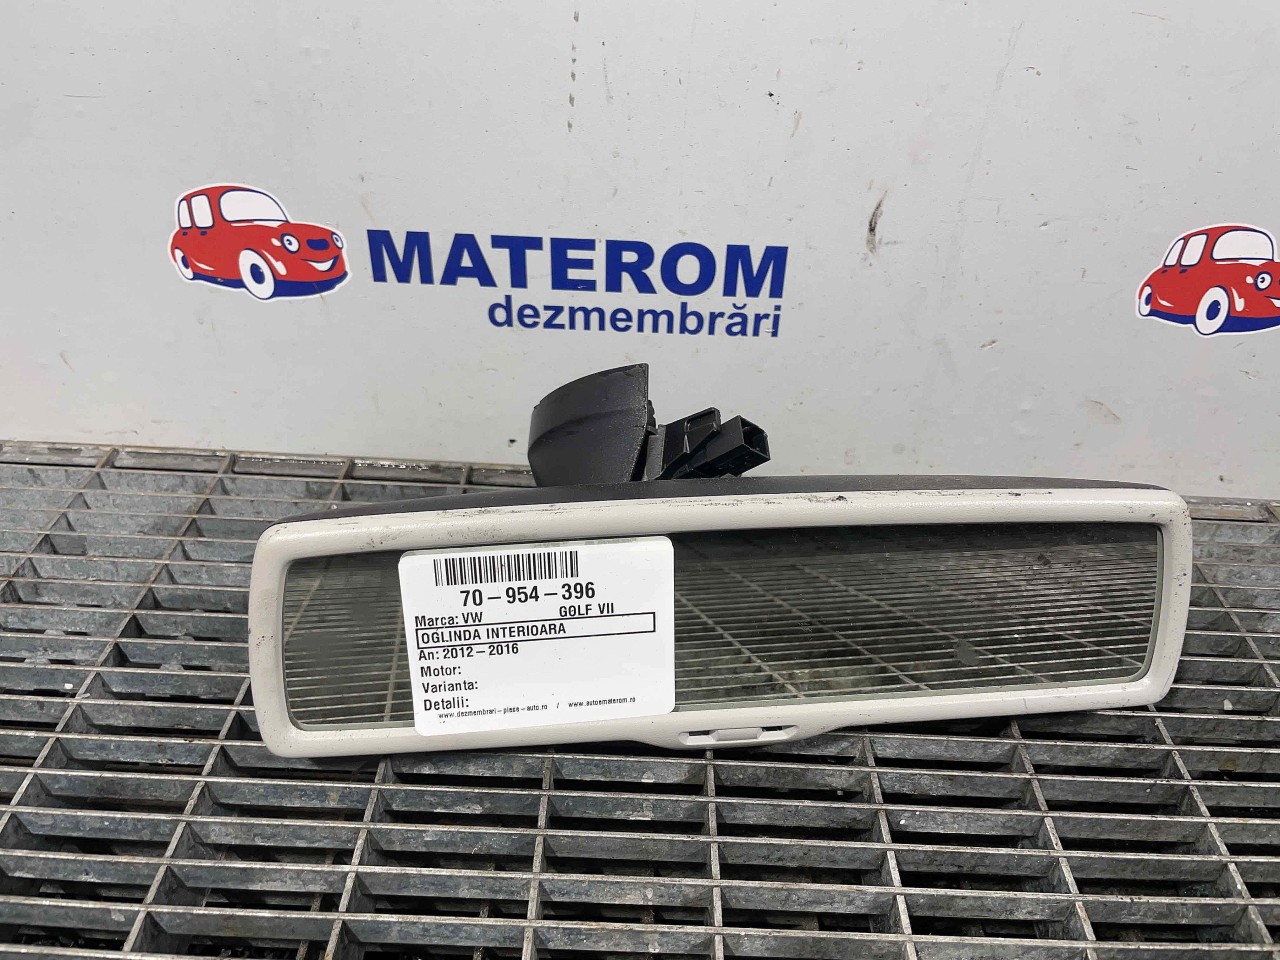 MATEROM
dezmembrări
70-954-396
Marca: VW GOLF VII
OGLINDA INTERIOARA
An: 2012-2016
Motor:
Varianta:
Detalii:
www.dezmembrari-piese-auto.ro / www.automaterom.ro